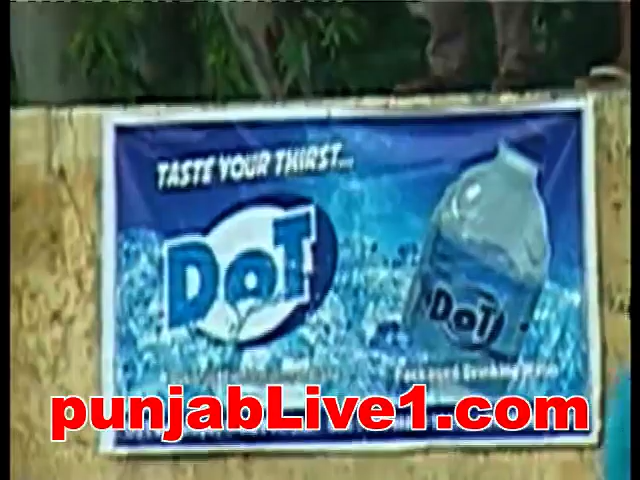 TASTE YOUR THIRST...
DoT
DoT
Packaged Drinking Water
punjabLive1.com